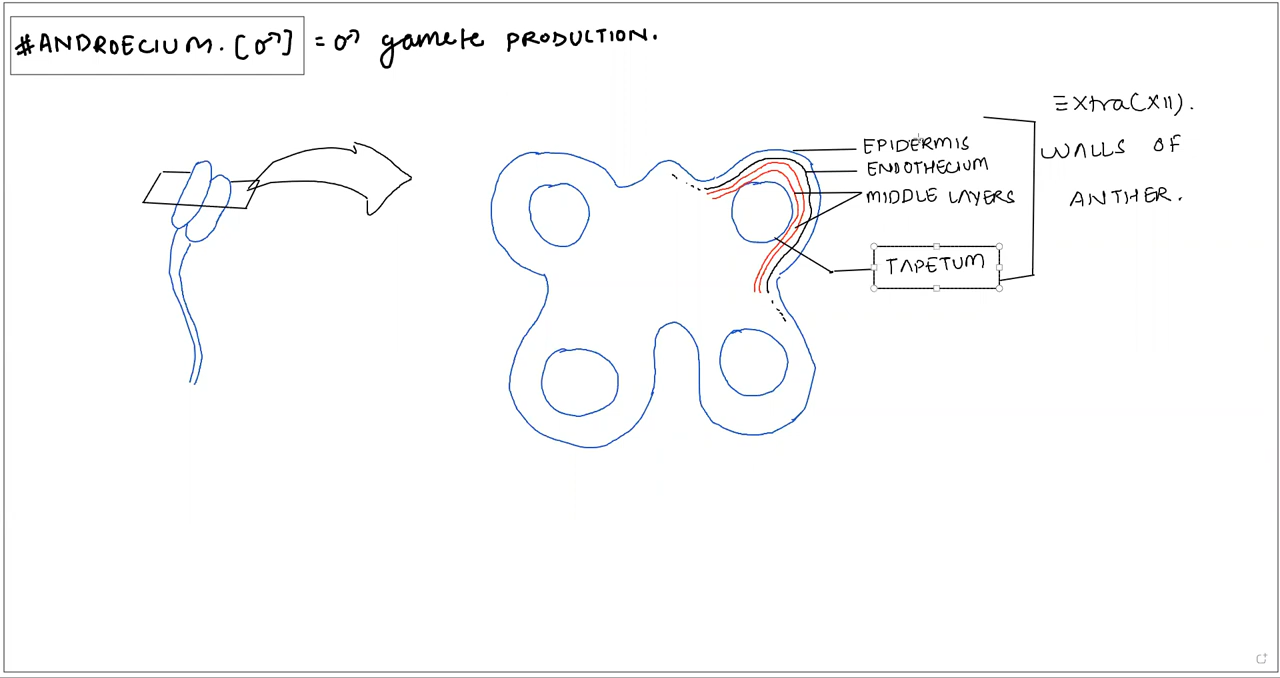 #ANDROECIUM. [♂] = ♂ gamete PRODUCTION.
Extra(XII).
EPIDERMIS
ENDOTHECIUM
MIDDLE LAYERS
TAPETUM
WALLS OF
ANTHER.